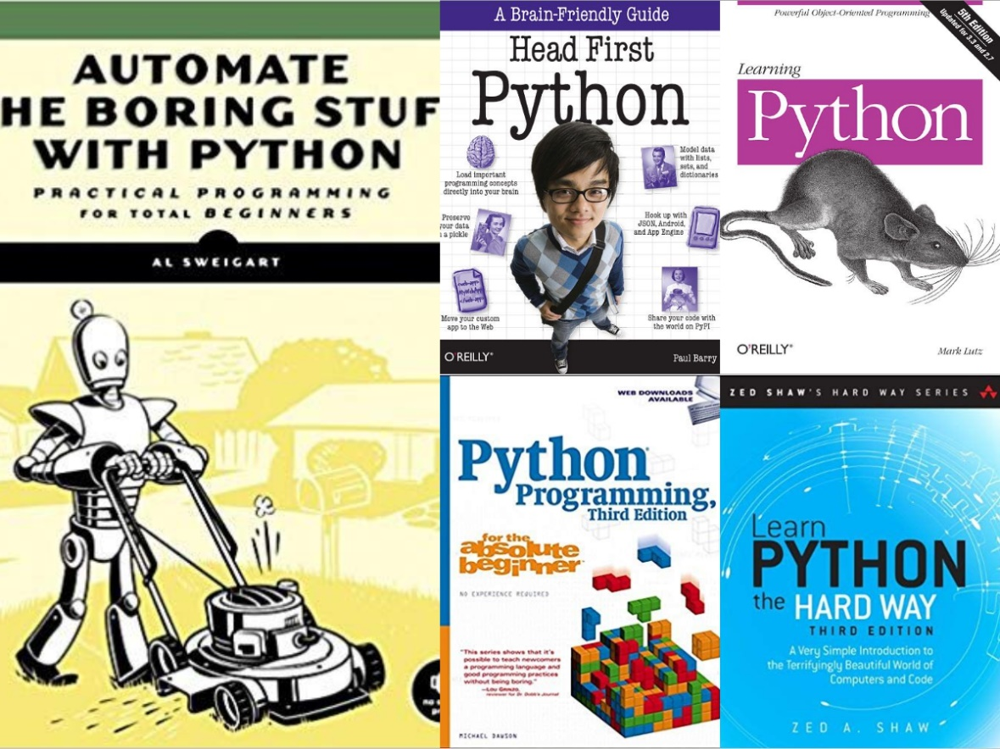 AUTOMATE
HE BORING STUF
WITH PYTHON
PRACTICAL PROGRAMMING
FOR TOTAL BEGINNERS
AL SWEIGART
A Brain-Friendly Guide
Head First
Python
Load important
programming concepts
directly into your brain
Model data
with lists,
sets, and
dictionaries
Preserve
your data
a pickle
Hook up with
JSON, Android,
and App Engine
Move your custom
app to the Web
Share your code with
the world on PyPI
O'REILLY®
Paul Barry
Powerful Object-Oriented Programming
5th Edition
Updated for 3.3 and 2.7
Learning
Python
O'REILLY®
Mark Lutz
WEB DOWNLOADS
AVAILABLE
Python®
Programming,
Third Edition
for the
absolute
beginner™
NO EXPERIENCE REQUIRED
"This series shows that it's
possible to teach newcomers
a programming language and
good programming practices
without being boring."
—LOU GRINZO,
reviewer for Dr. Dobb's Journal
MICHAEL DAWSON
ZED SHAW'S HARD WAY SERIES
Learn
PYTHON
the HARD WAY
THIRD EDITION
A Very Simple Introduction to
the Terrifyingly Beautiful World of
Computers and Code
ZED A. SHAW